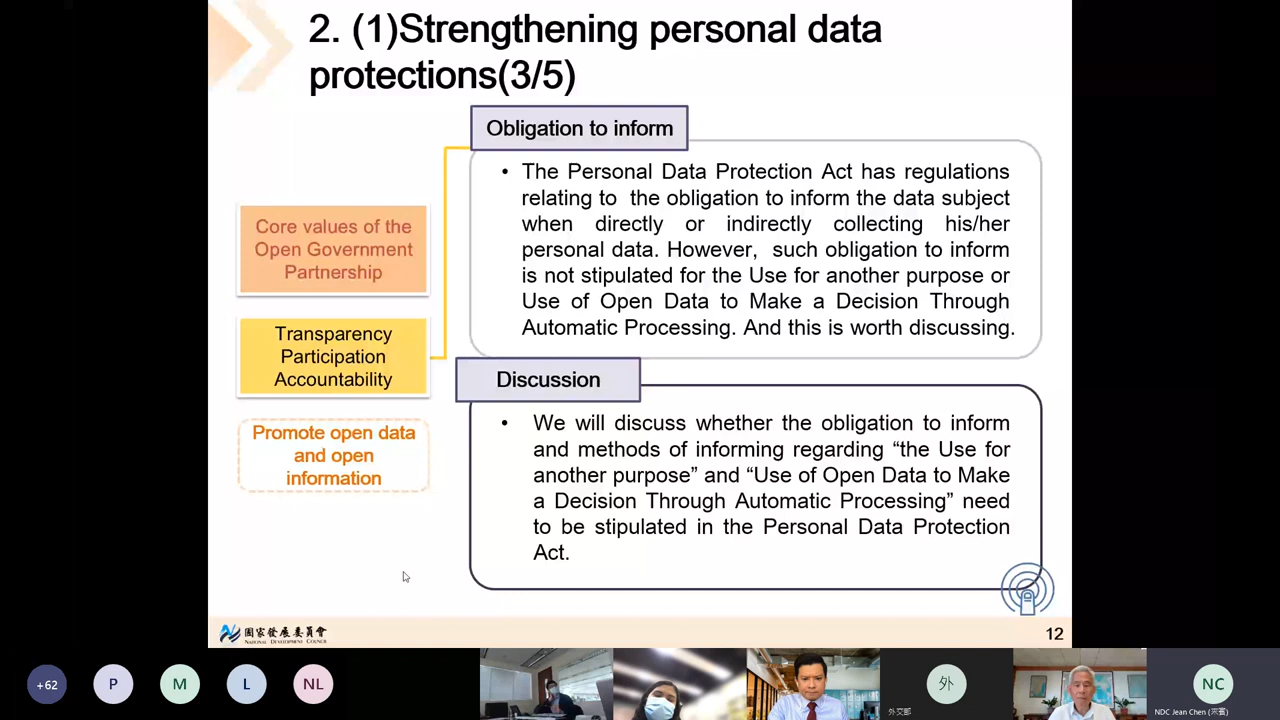 2. (1)Strengthening personal data
protections(3/5)
Obligation to inform
• The Personal Data Protection Act has regulations
relating to the obligation to inform the data subject
when directly or indirectly collecting his/her
personal data. However, such obligation to inform
is not stipulated for the Use for another purpose or
Use of Open Data to Make a Decision Through
Automatic Processing. And this is worth discussing.
Core values of the
Open Government
Partnership
Transparency
Participation
Accountability
Promote open data
and open
information
Discussion
• We will discuss whether the obligation to inform
and methods of informing regarding “the Use for
another purpose” and “Use of Open Data to Make
a Decision Through Automatic Processing” need
to be stipulated in the Personal Data Protection
Act.
國家發展委員會
NATIONAL DEVELOPMENT COUNCIL
12
+62
P
M
L
NL
外
外交部
NC
NDC Jean Chen (宋賓)